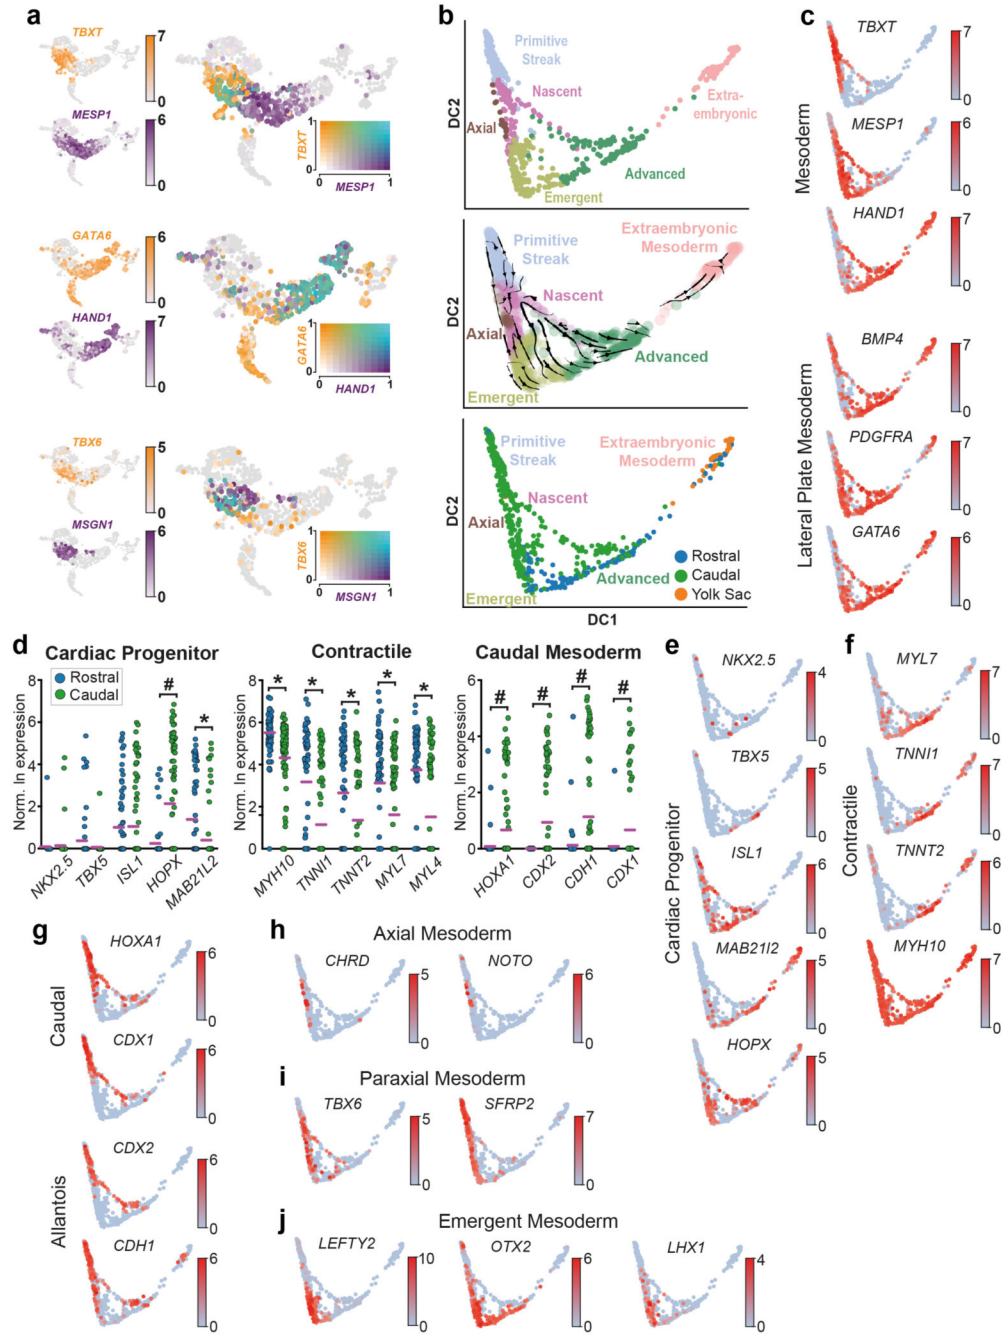 a
TBXT
7
0
MESP1
6
0
TBXT
1
0
0
1
MESP1
GATA6
6
0
HAND1
7
0
GATA6
1
0
0
1
HAND1
TBX6
5
0
MSGN1
6
0
TBX6
1
0
0
1
MSGN1
b
DC2
Primitive
Streak
Nascent
Axial
Extra-
embryonic
Advanced
Emergent
DC2
Primitive
Streak
Extraembryonic
Mesoderm
Nascent
Axial
Advanced
Emergent
DC2
Primitive
Streak
Extraembryonic
Mesoderm
Nascent
Axial
Rostral
Caudal
Yolk Sac
Advanced
Emergent
DC1
c
Mesoderm
TBXT
7
0
MESP1
6
0
HAND1
7
0
Lateral Plate Mesoderm
BMP4
7
0
PDGFRA
7
0
GATA6
6
0
d
Cardiac Progenitor
Rostral
Caudal
Norm. ln expression
8
6
4
2
0
# *
NKX2.5
TBX5
ISL1
HOPX
MAB21L2
Contractile
Norm. ln expression
8
6
4
2
0
* * * * *
MYH10
TNNI1
TNNT2
MYL7
MYL4
Caudal Mesoderm
Norm. ln expression
6
4
2
0
# # # #
HOXA1
CDX2
CDH1
CDX1
e
Cardiac Progenitor
NKX2.5
4
0
TBX5
5
0
ISL1
6
0
MAB21l2
5
0
HOPX
5
0
f
Contractile
MYL7
7
0
TNNI1
7
0
TNNT2
6
0
MYH10
7
0
g
Caudal
HOXA1
6
0
CDX1
6
0
Allantois
CDX2
6
0
CDH1
6
0
h
Axial Mesoderm
CHRD
5
0
NOTO
6
0
i
Paraxial Mesoderm
TBX6
5
0
SFRP2
7
0
j
Emergent Mesoderm
LEFTY2
10
0
OTX2
6
0
LHX1
4
0